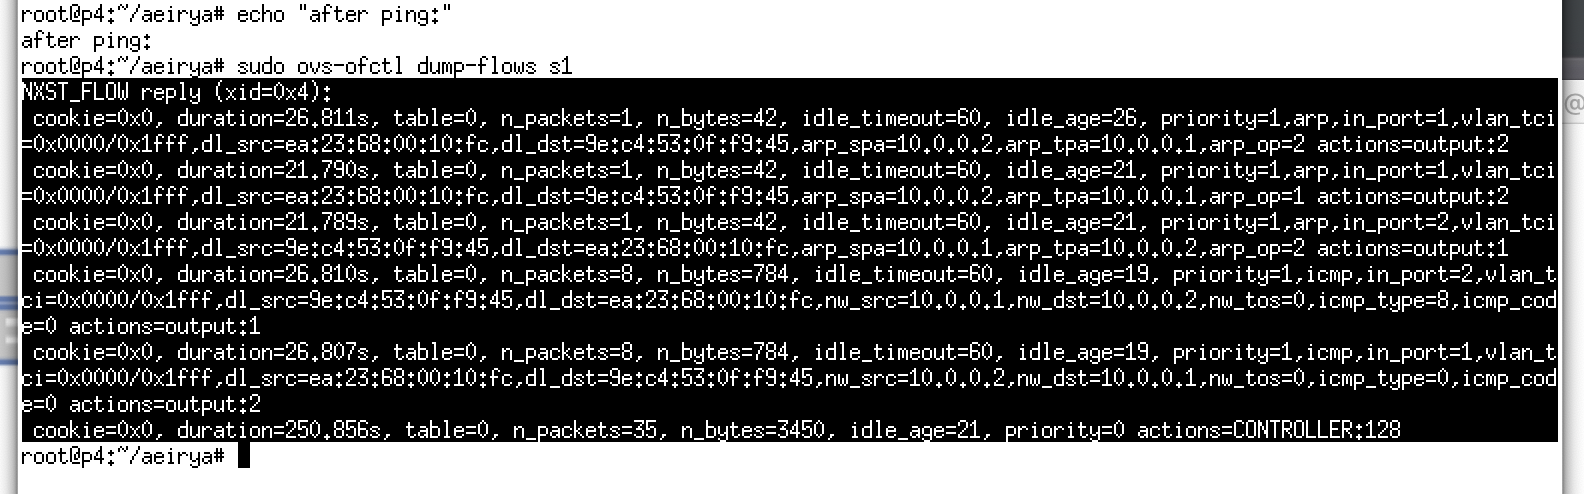 root@p4:~/aeirya# echo "after ping:"
after ping:
root@p4:~/aeirya# sudo ovs-ofctl dump-flows s1
NXST_FLOW reply (xid=0x4):
 cookie=0x0, duration=26.811s, table=0, n_packets=1, n_bytes=42, idle_timeout=60, idle_age=26, priority=1,arp,in_port=1,vlan_tci
=0x0000/0x1fff,dl_src=ea:23:68:00:10:fc,dl_dst=9e:c4:53:0f:f9:45,arp_spa=10.0.0.2,arp_tpa=10.0.0.1,arp_op=2 actions=output:2
 cookie=0x0, duration=21.790s, table=0, n_packets=1, n_bytes=42, idle_timeout=60, idle_age=21, priority=1,arp,in_port=1,vlan_tci
=0x0000/0x1fff,dl_src=ea:23:68:00:10:fc,dl_dst=9e:c4:53:0f:f9:45,arp_spa=10.0.0.2,arp_tpa=10.0.0.1,arp_op=1 actions=output:2
 cookie=0x0, duration=21.789s, table=0, n_packets=1, n_bytes=42, idle_timeout=60, idle_age=21, priority=1,arp,in_port=2,vlan_tci
=0x0000/0x1fff,dl_src=9e:c4:53:0f:f9:45,dl_dst=ea:23:68:00:10:fc,arp_spa=10.0.0.1,arp_tpa=10.0.0.2,arp_op=2 actions=output:1
 cookie=0x0, duration=26.810s, table=0, n_packets=8, n_bytes=784, idle_timeout=60, idle_age=19, priority=1,icmp,in_port=2,vlan_t
ci=0x0000/0x1fff,dl_src=9e:c4:53:0f:f9:45,dl_dst=ea:23:68:00:10:fc,nw_src=10.0.0.1,nw_dst=10.0.0.2,nw_tos=0,icmp_type=8,icmp_cod
e=0 actions=output:1
 cookie=0x0, duration=26.807s, table=0, n_packets=8, n_bytes=784, idle_timeout=60, idle_age=19, priority=1,icmp,in_port=1,vlan_t
ci=0x0000/0x1fff,dl_src=ea:23:68:00:10:fc,dl_dst=9e:c4:53:0f:f9:45,nw_src=10.0.0.2,nw_dst=10.0.0.1,nw_tos=0,icmp_type=0,icmp_cod
e=0 actions=output:2
 cookie=0x0, duration=250.856s, table=0, n_packets=35, n_bytes=3450, idle_age=21, priority=0 actions=CONTROLLER:128
root@p4:~/aeirya#
@